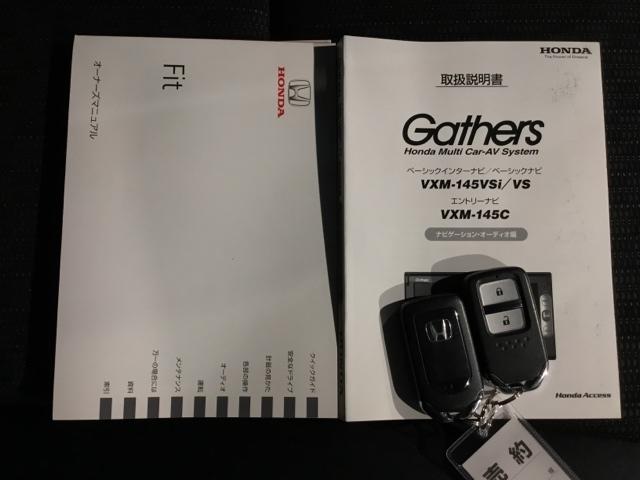 HONDA
Fit
オーナーズマニュアル
クイックガイド
安全なドライブ
計器の見かた
各部の操作
オーディオ
運転
メンテナンス
万一の場合には
資料
索引
HONDA
The Power of Dreams
取扱説明書
Gathers
Honda Multi Car-AV System
ベーシックインターナビ/ベーシックナビ
VXM-145VSi/VS
エントリーナビ
VXM-145C
ナビゲーション・オーディオ編
Honda Access
売約